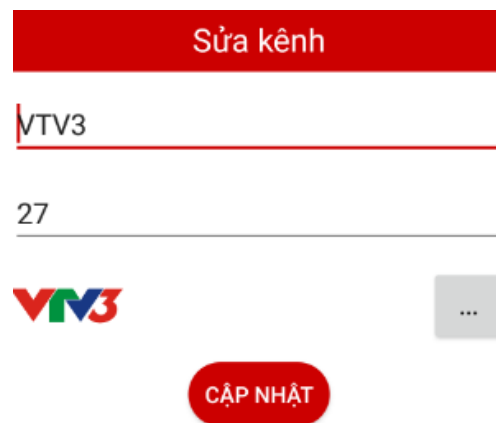 Sửa kênh
VTV3
27
VTV3
...
CẬP NHẬT